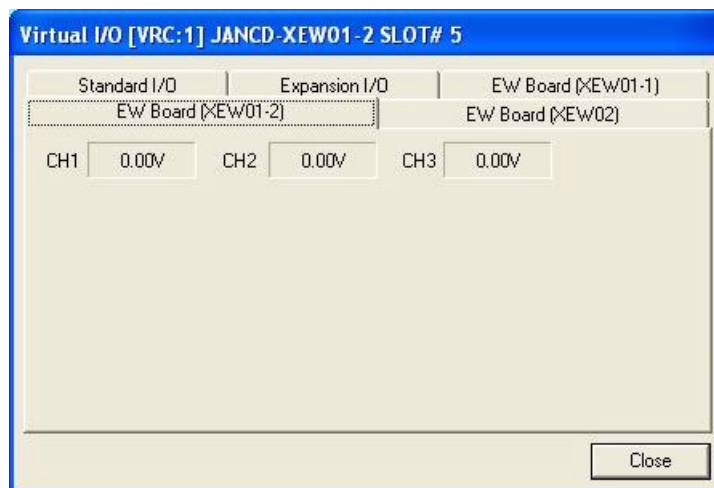 Virtual I/O [VRC:1] JANCD-XEW01-2 SLOT# 5
Standard I/O Expansion I/O EW Board (XEW01-1)
EW Board (XEW01-2) EW Board (XEW02)
CH1 0.00V CH2 0.00V CH3 0.00V
Close